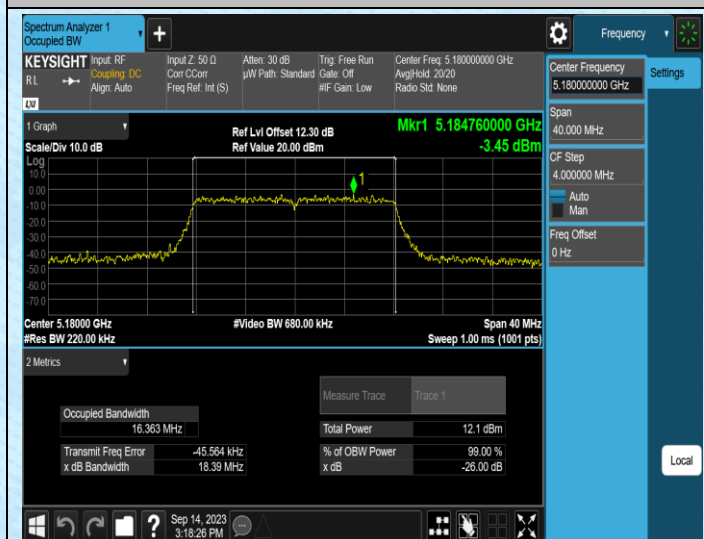 Spectrum Analyzer 1
Occupied BW
+
Frequency
KEYSIGHT
RL
LXI
Input: RF
Coupling: DC
Align: Auto
Input Z: 50 Ω
Corr CCorr
Freq Ref: Int (S)
Atten: 30 dB
µW Path: Standard
Trig: Free Run
Gate: Off
#IF Gain: Low
Center Freq: 5.180000000 GHz
Avg|Hold: 20/20
Radio Std: None
Center Frequency
5.180000000 GHz
Settings
Span
40.000 MHz
CF Step
4.000000 MHz
Auto
Man
Freq Offset
0 Hz
1 Graph
Scale/Div 10.0 dB
Ref Lvl Offset 12.30 dB
Ref Value 20.00 dBm
Mkr1 5.184760000 GHz
-3.45 dBm
Log
10.0
0.00
-10.0
-20.0
-30.0
-40.0
-50.0
-60.0
-70.0
1
Center 5.18000 GHz
#Res BW 220.00 kHz
#Video BW 680.00 kHz
Span 40 MHz
Sweep 1.00 ms (1001 pts)
2 Metrics
Measure Trace
Trace 1
Occupied Bandwidth
16.363 MHz
Total Power
12.1 dBm
Transmit Freq Error
-45.564 kHz
% of OBW Power
99.00 %
x dB Bandwidth
18.39 MHz
x dB
-26.00 dB
Local
?
Sep 14, 2023
3:18:26 PM